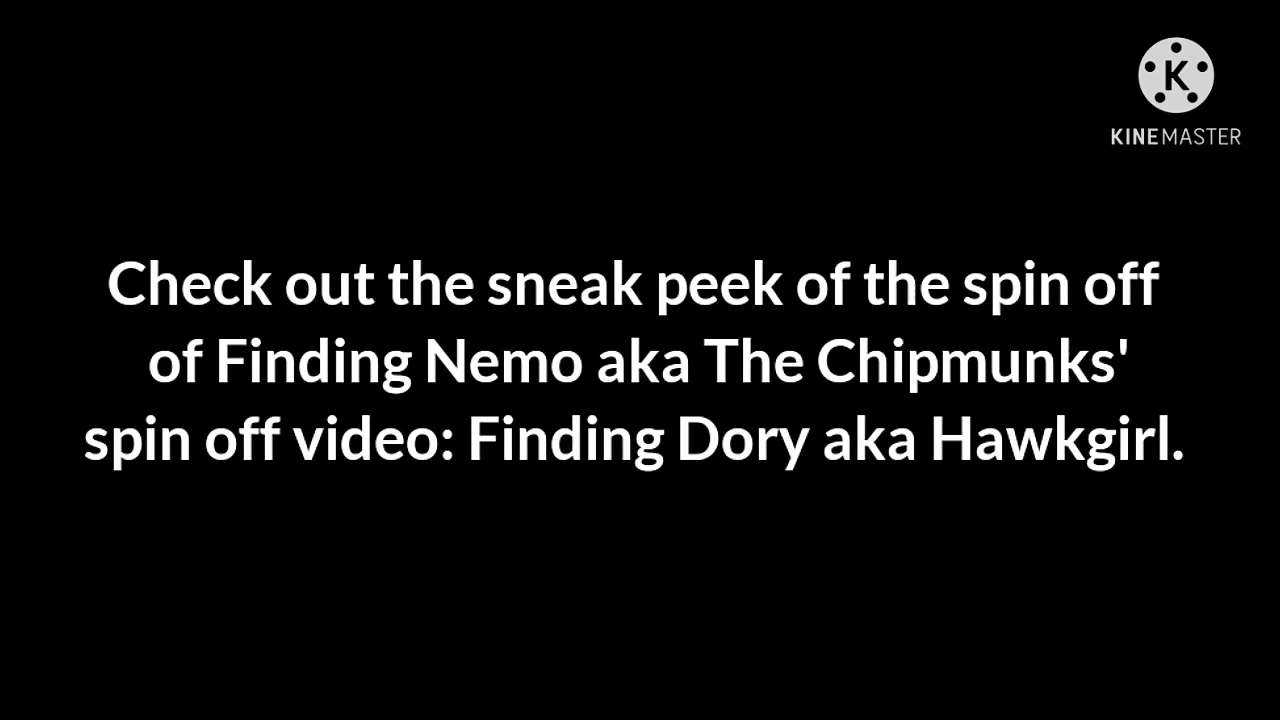 K
KINEMASTER
Check out the sneak peek of the spin off
of Finding Nemo aka The Chipmunks'
spin off video: Finding Dory aka Hawkgirl.